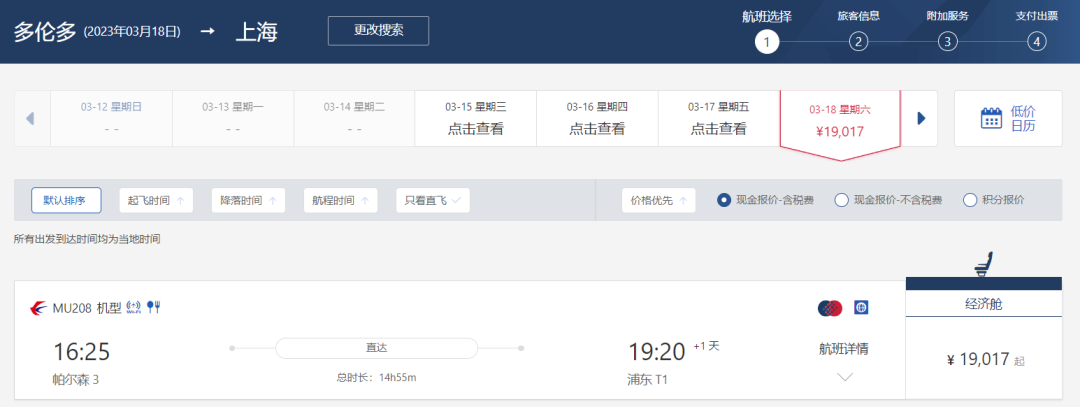 多伦多 (2023年03月18日) → 上海 更改搜索
航班选择 旅客信息 附加服务 支付出票
1 2 3 4
03-12 星期日 03-13 星期一 03-14 星期二 03-15 星期三 03-16 星期四 03-17 星期五 03-18 星期六
- - - - - - 点击查看 点击查看 点击查看 ¥19,017
低价
日历
默认排序 起飞时间 降落时间 航程时间 只看直飞 价格优先 现金报价-含税费 现金报价-不含税费 积分报价
所有出发到达时间均为当地时间
MU208 机型 Wi-Fi
经济舱
16:25 直达 19:20 +1 天 航班详情
帕尔森 3 总时长：14h55m 浦东 T1
¥ 19,017 起